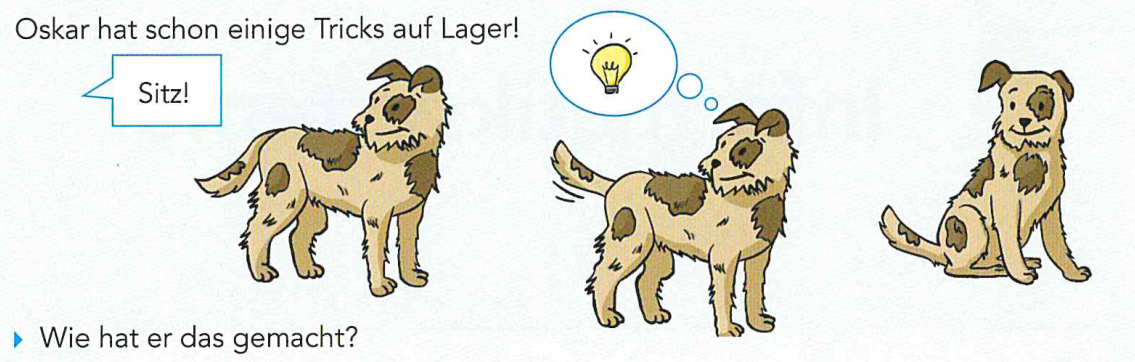 Oskar hat schon einige Tricks auf Lager!
Sitz!
Wie hat er das gemacht?